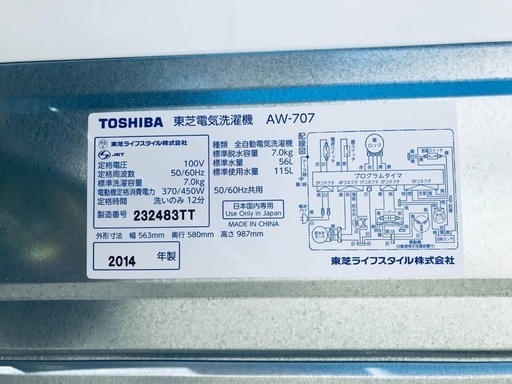 TOSHIBA 東芝電気洗濯機 AW-707
東芝ライフスタイル株式会社
JET
定格電圧 100V
定格周波数 50/60Hz
標準洗濯容量 7.0kg
電動機定格消費電力 370/450W
定格時間 洗いのみ 12分
製造番号 232483TT
種類 全自動電気洗濯機
標準脱水容量 7.0kg
標準水量 56L
標準使用水量 115L
50/60Hz共用
日本国内専用
Use Only in Japan
MADE IN CHINA
外形寸法 幅 563mm 奥行 580mm 高さ 987mm
2014 年製
配線図
蓋
ロック
プログラムタイマ
東芝ライフスタイル株式会社